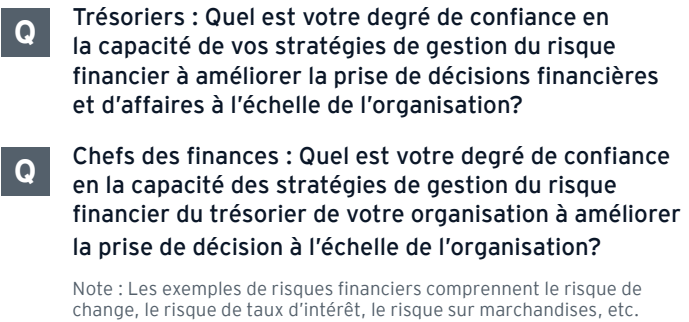 Q
Trésoriers : Quel est votre degré de confiance en
la capacité de vos stratégies de gestion du risque
financier à améliorer la prise de décisions financières
et d’affaires à l’échelle de l’organisation?
Q
Chefs des finances : Quel est votre degré de confiance
en la capacité des stratégies de gestion du risque
financier du trésorier de votre organisation à améliorer
la prise de décision à l’échelle de l’organisation?
Note : Les exemples de risques financiers comprennent le risque de
change, le risque de taux d’intérêt, le risque sur marchandises, etc.